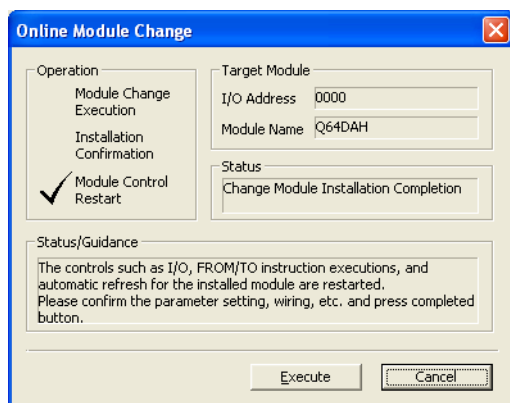 Online Module Change
Operation
Module Change
Execution
Installation
Confirmation
Module Control
Restart
Target Module
I/O Address 0000
Module Name Q64DAH
Status
Change Module Installation Completion
Status/Guidance
The controls such as I/O, FROM/TO instruction executions, and
automatic refresh for the installed module are restarted.
Please confirm the parameter setting, wiring, etc. and press completed
button.
Execute Cancel